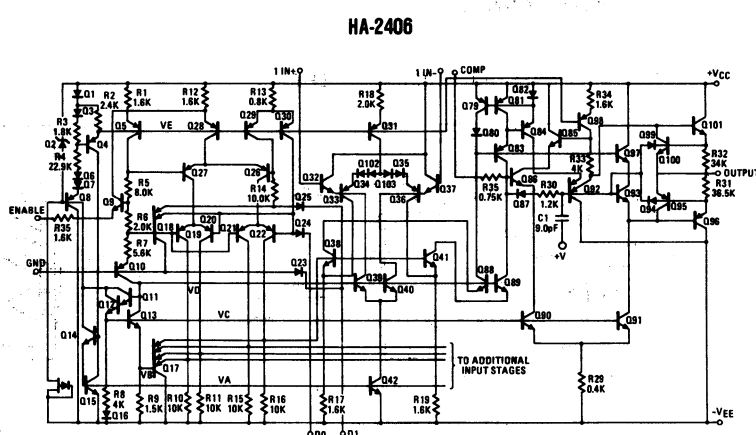 HA-2406
1 IN+
1 IN-
COMP
+VCC
Q1
Q3
R2
2.4K
R1
1.6K
R12
1.6K
R13
0.8K
Q29
Q30
R18
2.0K
Q79
Q81
Q82
R34
1.6K
Q98
Q101
R3
1.8K
Q2
Q4
Q5
VE
Q28
Q31
Q80
Q84
Q85
Q99
Q100
R4
22.9K
Q6
Q7
Q8
Q27
Q26
Q102
Q35
Q103
Q83
R33
4K
Q97
R32
34K
OUTPUT
R31
36.5K
R5
8.0K
R14
10.0K
Q25
Q32
Q33
Q34
Q36
Q37
Q86
R35
0.75K
Q87
R30
1.2K
Q92
Q93
Q94
Q95
Q96
ENABLE
R35
1.6K
Q9
R6
2.0K
Q18
Q19
Q20
Q21
Q22
Q24
C1
9.0pF
+V
R7
5.6K
GND
Q10
Q23
Q38
Q41
Q39
Q40
Q88
Q89
VD
Q11
Q12
Q13
VC
Q90
Q91
Q14
VB
Q17
TO ADDITIONAL
INPUT STAGES
VA
Q15
R8
4K
Q16
R9
1.5K
R10
10K
R11
10K
R15
10K
R16
10K
R17
1.6K
Q42
R19
1.6K
R29
0.4K
-VEE
D0
D1